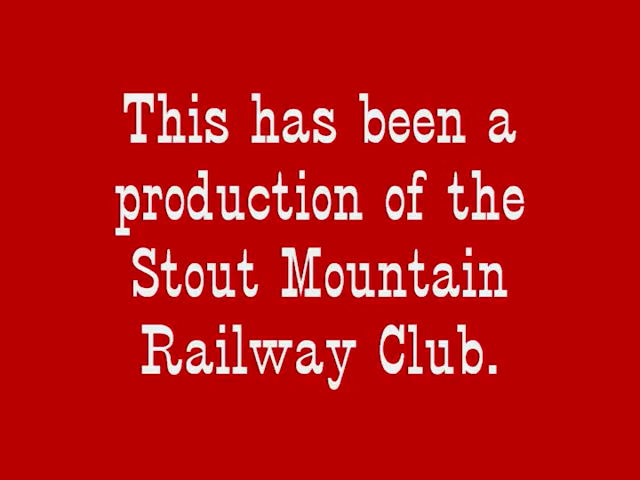 This has been a
production of the
Stout Mountain
Railway Club.